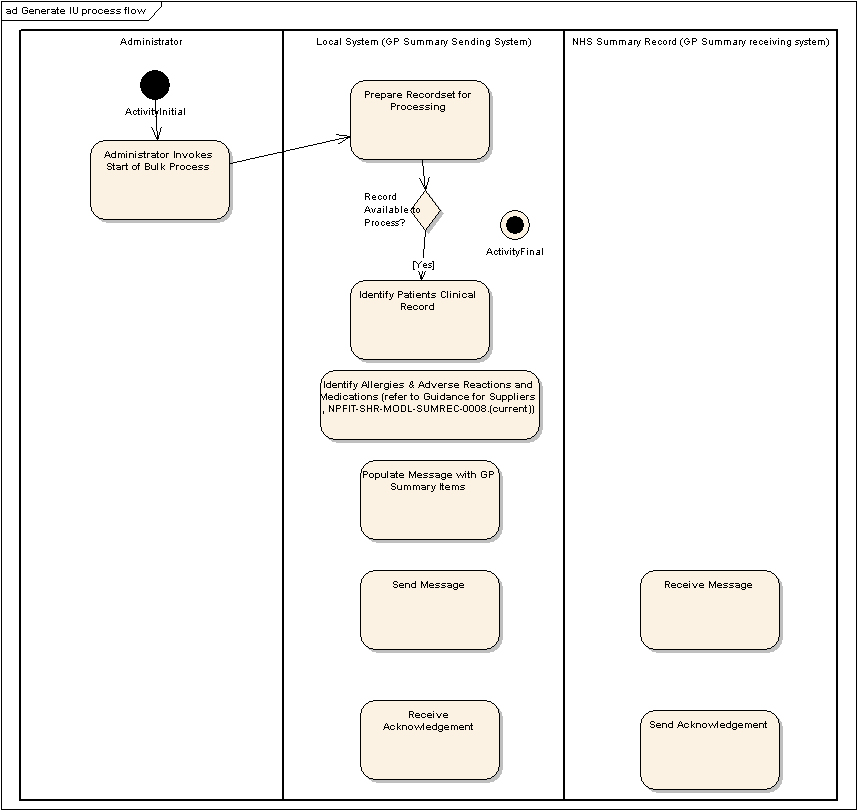 ad Generate IU process flow
Administrator
Local System (GP Summary Sending System)
NHS Summary Record (GP Summary receiving system)
ActivityInitial
Administrator Invokes
Start of Bulk Process
Prepare Recordset for
Processing
Record
Available to
Process?
ActivityFinal
[Yes]
Identify Patients Clinical
Record
Identify Allergies & Adverse Reactions and
Medications (refer to Guidance for Suppliers
, NPFIT-SHR-MODL-SUMREC-0008.(current))
Populate Message with GP
Summary Items
Send Message
Receive Message
Receive
Acknowledgement
Send Acknowledgement